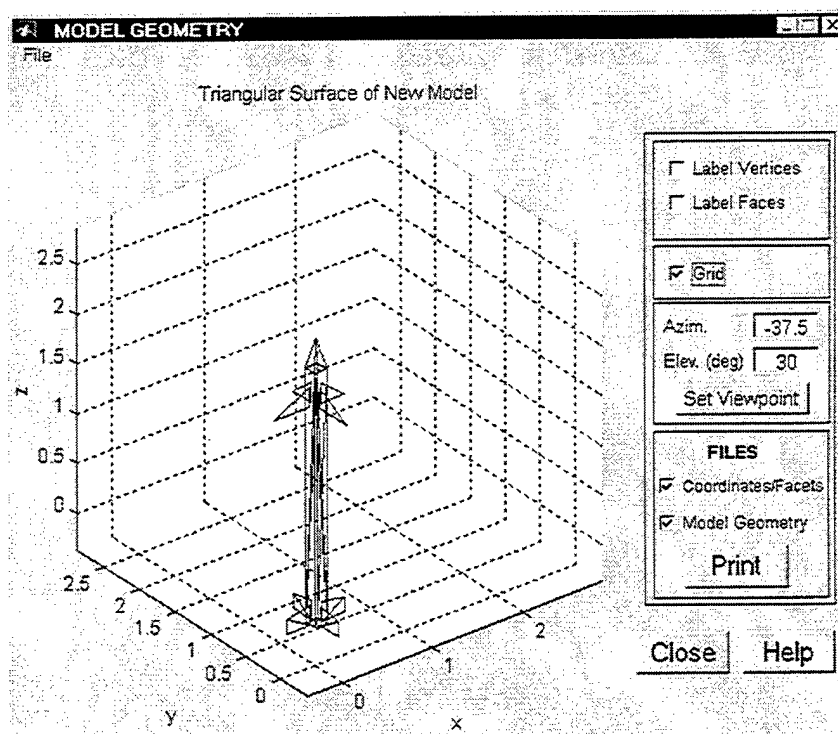 MODEL GEOMETRY
File
Triangular Surface of New Model
2.5
2
1.5
1
0.5
0
z
2.5
2
1.5
1
0.5
0
y
0
1
2
x
Label Vertices
Label Faces
Grid
Azim. -37.5
Elev. (deg) 30
Set Viewpoint
FILES
Coordinates/Facets
Model Geometry
Print
Close Help